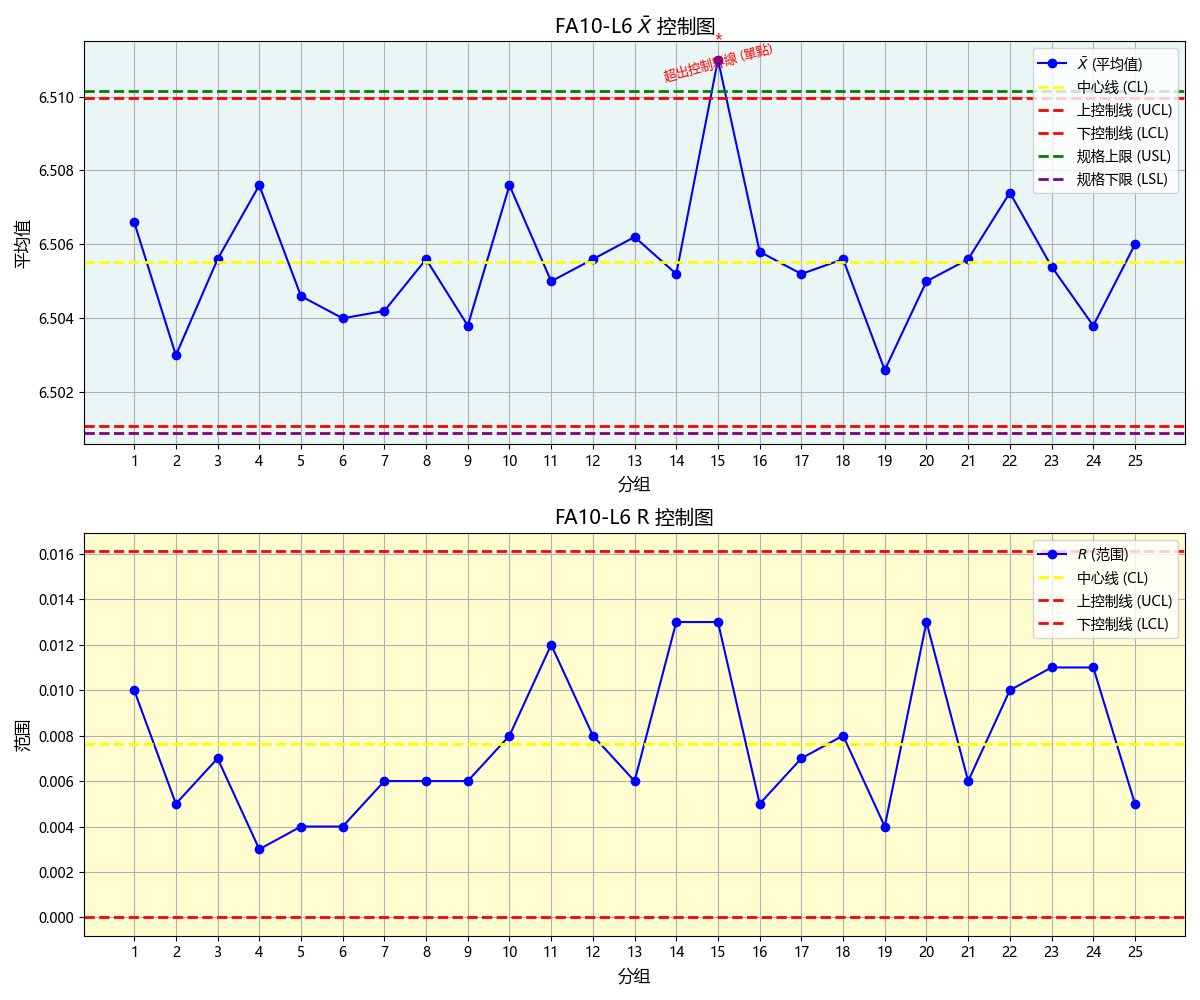 FA10-L6 X̄ 控制图
*
超出控制界線 (單點)
X̄ (平均值)
中心线 (CL)
上控制线 (UCL)
下控制线 (LCL)
规格上限 (USL)
规格下限 (LSL)
平均值
6.510
6.508
6.506
6.504
6.502
1 2 3 4 5 6 7 8 9 10 11 12 13 14 15 16 17 18 19 20 21 22 23 24 25
分组
FA10-L6 R 控制图
R (范围)
中心线 (CL)
上控制线 (UCL)
下控制线 (LCL)
范围
0.016
0.014
0.012
0.010
0.008
0.006
0.004
0.002
0.000
1 2 3 4 5 6 7 8 9 10 11 12 13 14 15 16 17 18 19 20 21 22 23 24 25
分组